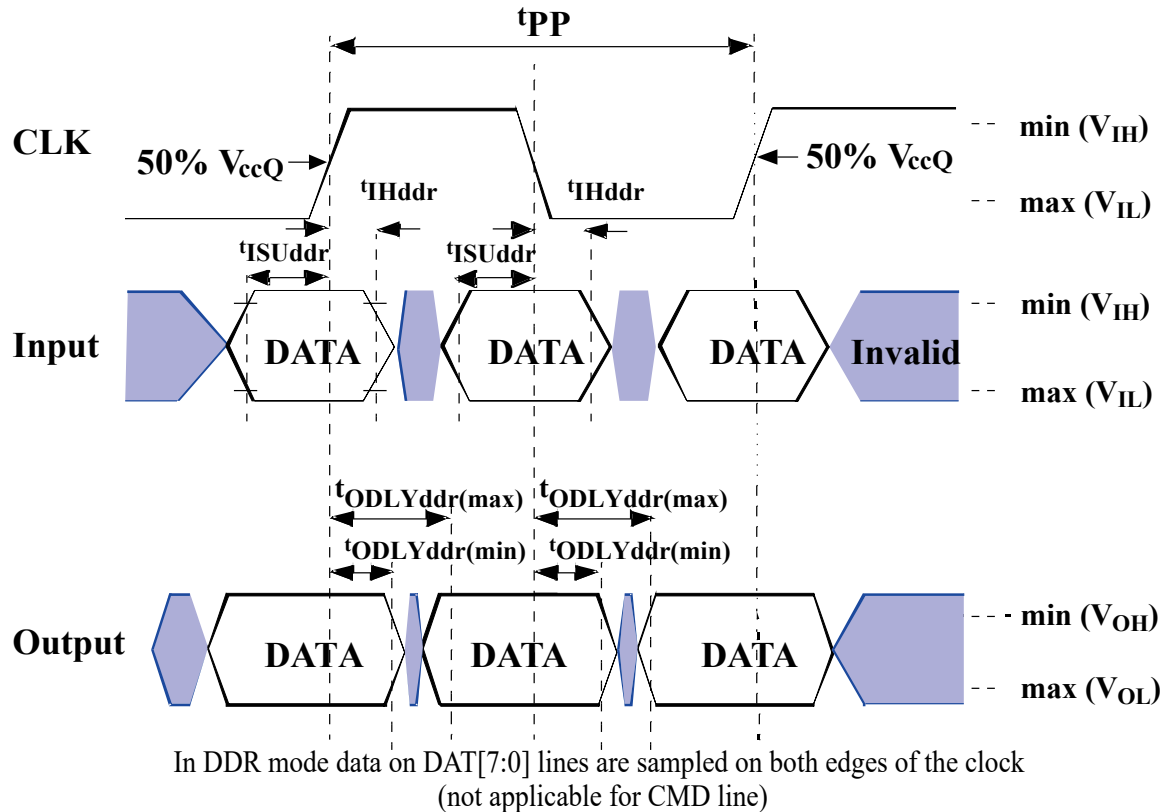 tPP
CLK
50% VccQ
50% VccQ
min (VIH)
max (VIL)
tIHddr
tIHddr
tISUddr
tISUddr
Input
DATA
DATA
DATA
Invalid
min (VIH)
max (VIL)
tODLYddr(max)
tODLYddr(max)
tODLYddr(min)
tODLYddr(min)
Output
DATA
DATA
DATA
min (VOH)
max (VOL)
In DDR mode data on DAT[7:0] lines are sampled on both edges of the clock
(not applicable for CMD line)